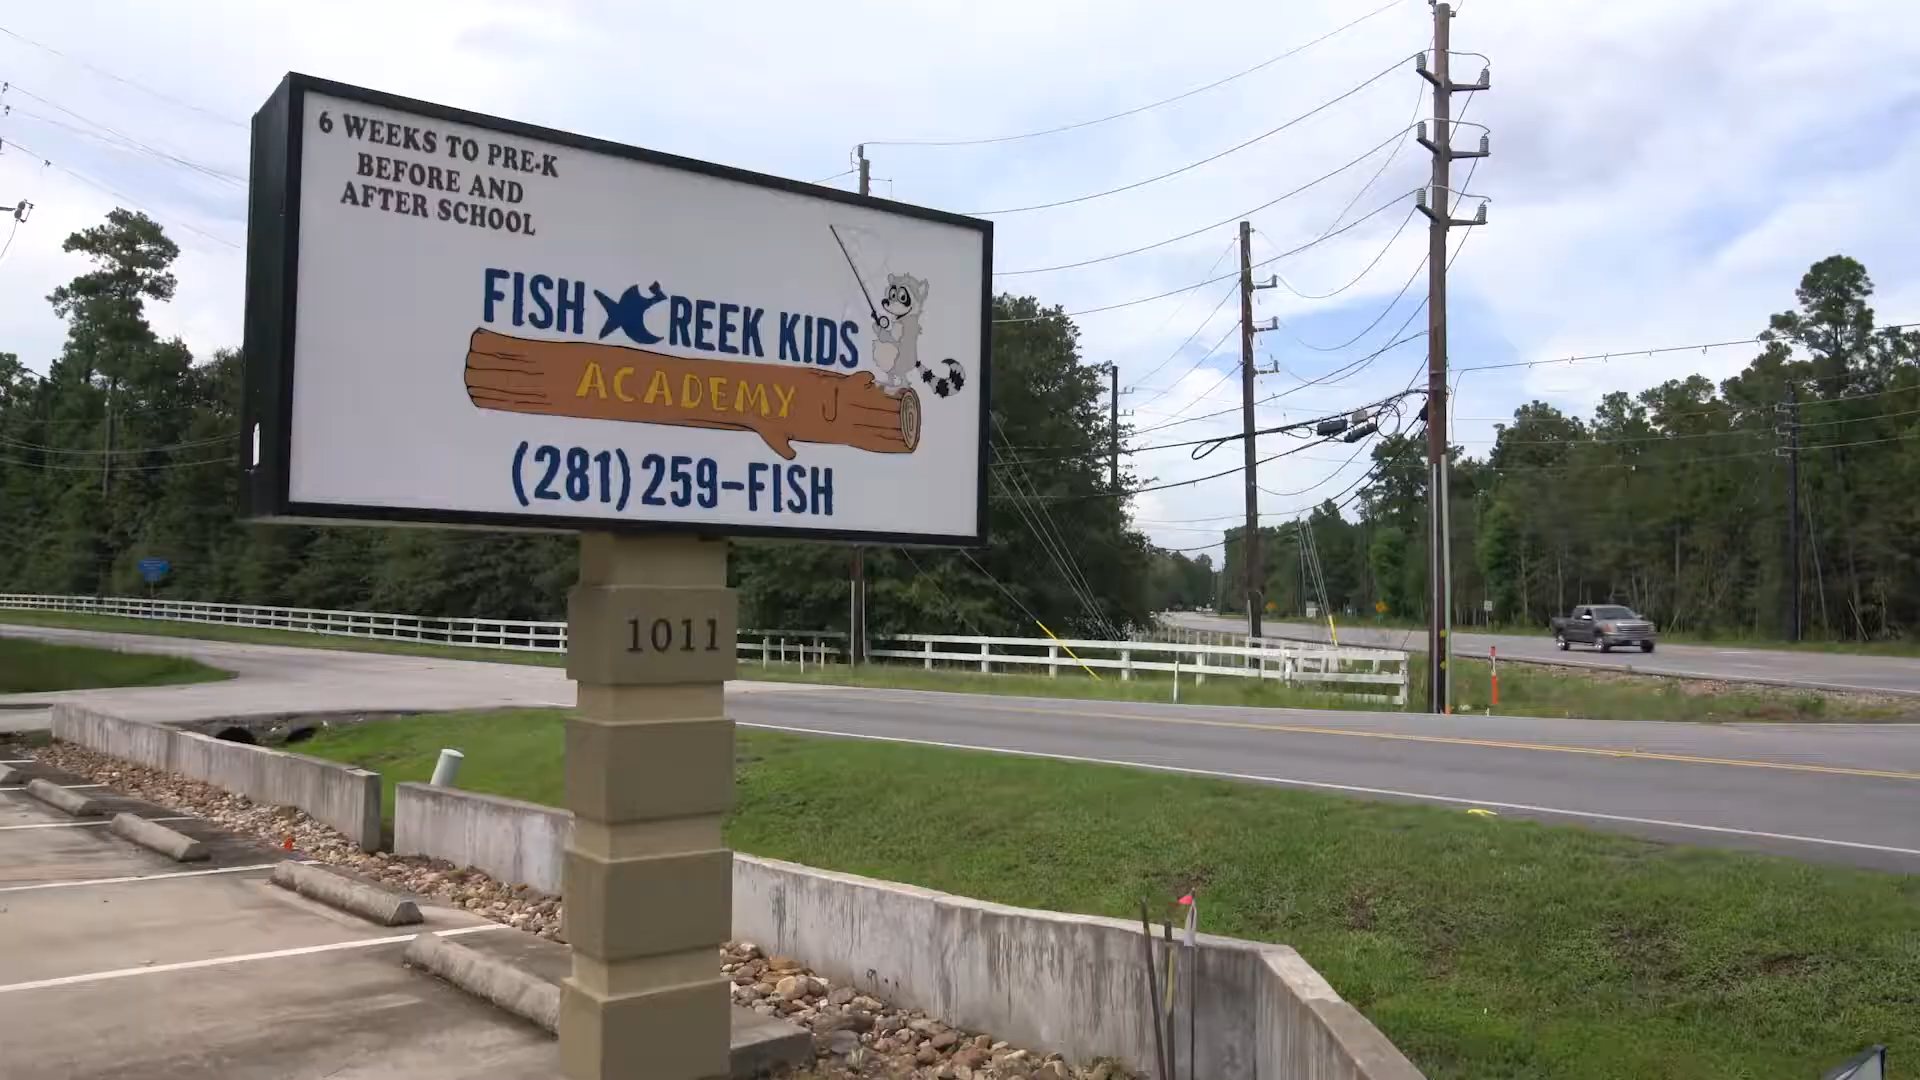 6 WEEKS TO PRE-K
BEFORE AND
AFTER SCHOOL
FISH CREEK KIDS
ACADEMY
(281) 259-FISH
1011